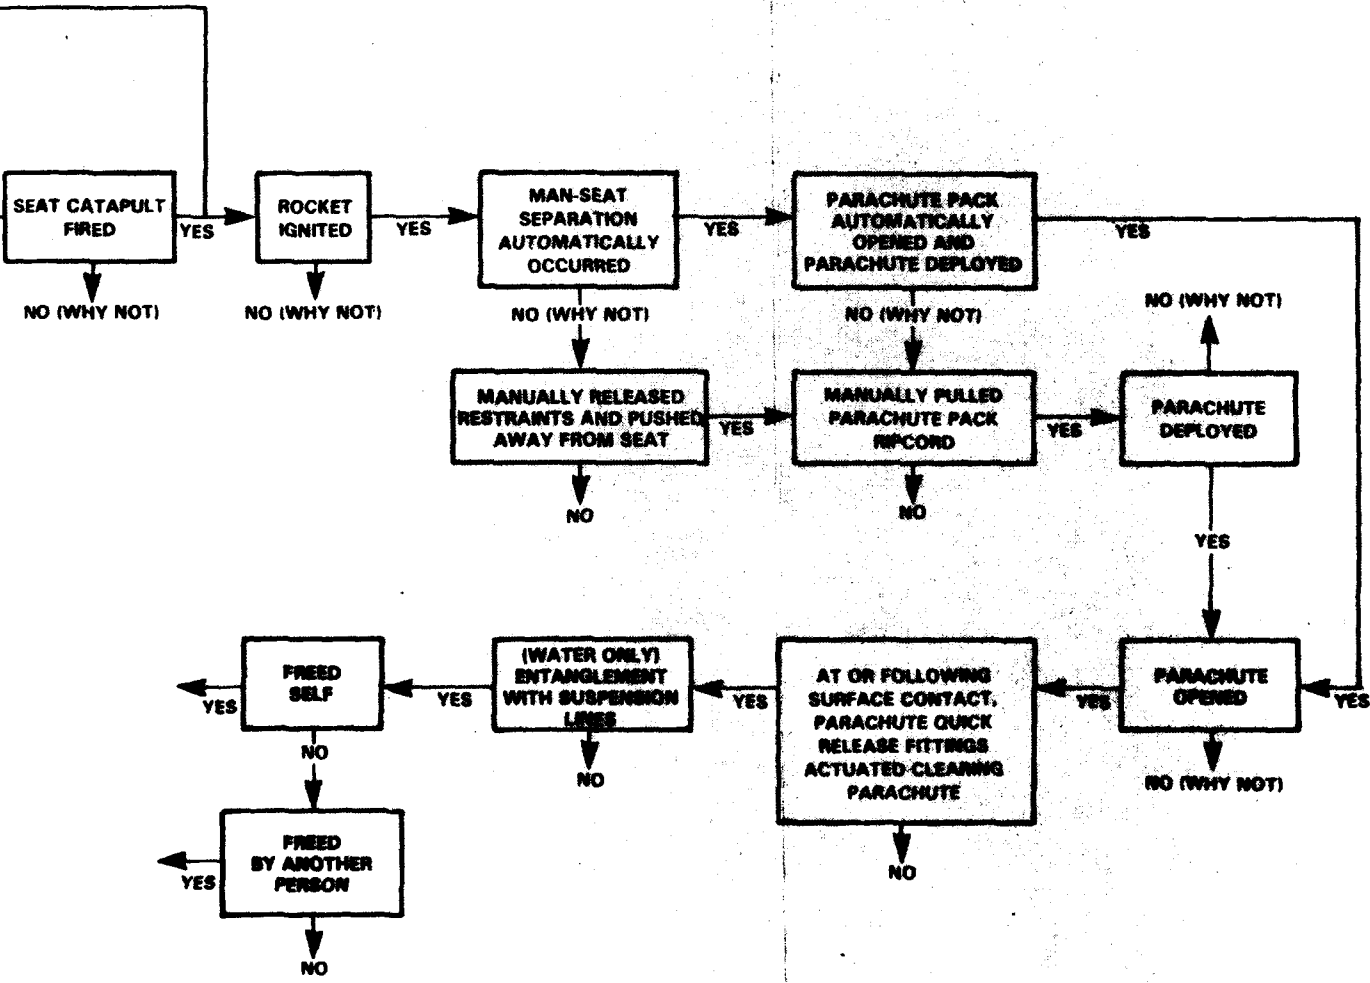 SEAT CATAPULT
FIRED
YES
NO (WHY NOT)
ROCKET
IGNITED
YES
NO (WHY NOT)
MAN-SEAT
SEPARATION
AUTOMATICALLY
OCCURRED
YES
NO (WHY NOT)
PARACHUTE PACK
AUTOMATICALLY
OPENED AND
PARACHUTE DEPLOYED
YES
NO (WHY NOT)
MANUALLY RELEASED
RESTRAINTS AND PUSHED
AWAY FROM SEAT
YES
NO
MANUALLY PULLED
PARACHUTE PACK
RIPCORD
YES
NO
NO (WHY NOT)
PARACHUTE
DEPLOYED
YES
PARACHUTE
OPENED
YES
YES
NO (WHY NOT)
AT OR FOLLOWING
SURFACE CONTACT,
PARACHUTE QUICK
RELEASE FITTINGS
ACTUATED CLEARING
PARACHUTE
YES
NO
(WATER ONLY)
ENTANGLEMENT
WITH SUSPENSION
LINES
YES
NO
FREED
SELF
YES
NO
FREED
BY ANOTHER
PERSON
YES
NO